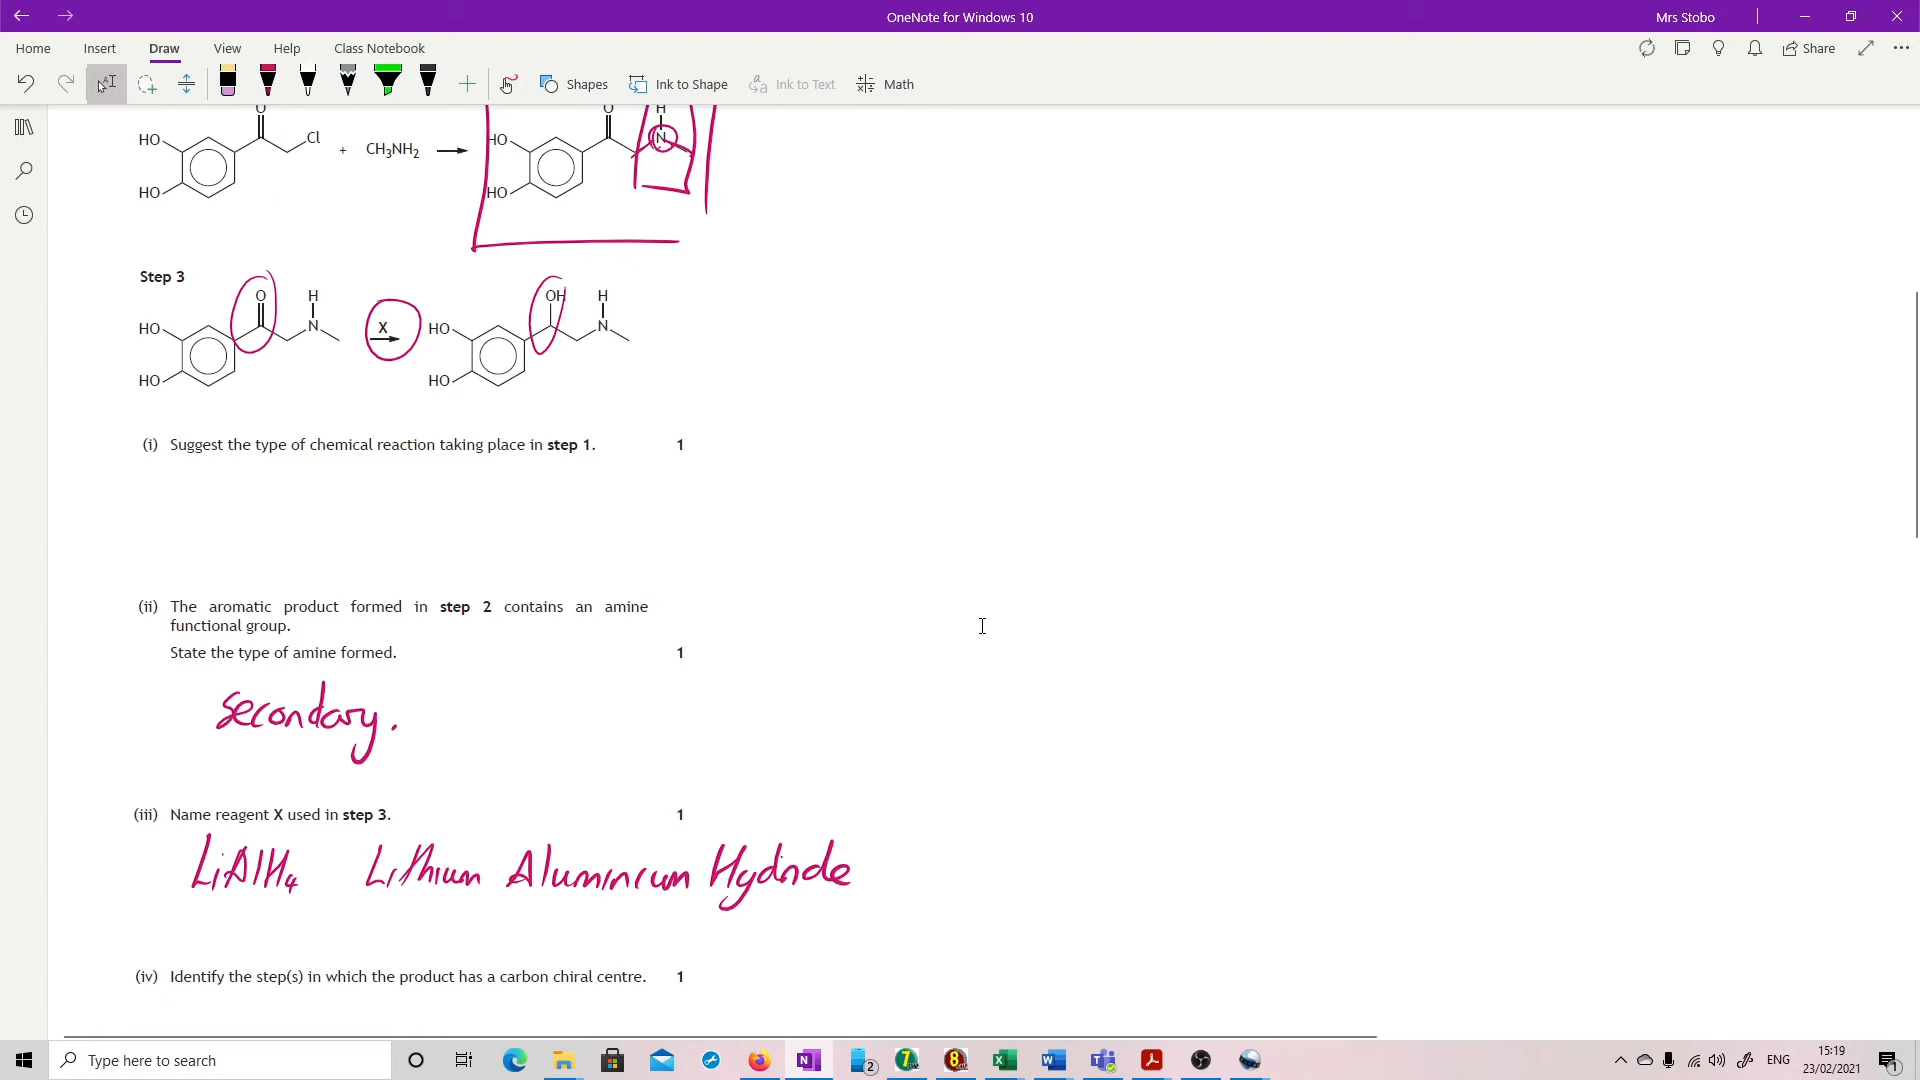 OneNote for Windows 10
Mrs Stobo
Home Insert Draw View Help Class Notebook
Share
Shapes
Ink to Shape
Ink to Text
Math
HO O Cl + CH₃NH₂ HO O H N
HO HO
Step 3
O H OH H
HO N X HO N
HO HO
(i) Suggest the type of chemical reaction taking place in step 1. 1
(ii) The aromatic product formed in step 2 contains an amine
functional group.
State the type of amine formed. 1
Secondary.
(iii) Name reagent X used in step 3. 1
LiAlH₄ Lithium Aluminium Hydride
(iv) Identify the step(s) in which the product has a carbon chiral centre. 1
Type here to search
2
7
8
ENG
15:19
23/02/2021
1